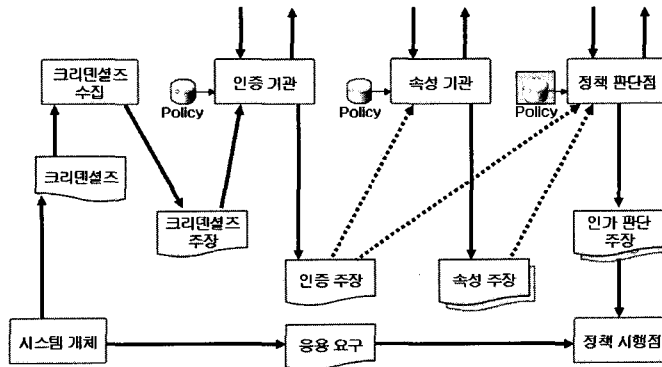 크리덴셜즈
수집
인증 기관
속성 기관
정책 판단점
Policy
Policy
Policy
크리덴셜즈
크리덴셜즈
주장
인가 판단
주장
인증 주장
속성 주장
시스템 개체
응용 요구
정책 시행점